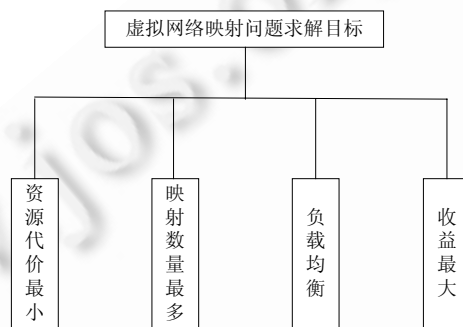 虚拟网络映射问题求解目标
资源代价最小
映射数量最多
负载均衡
收益最大
jos.